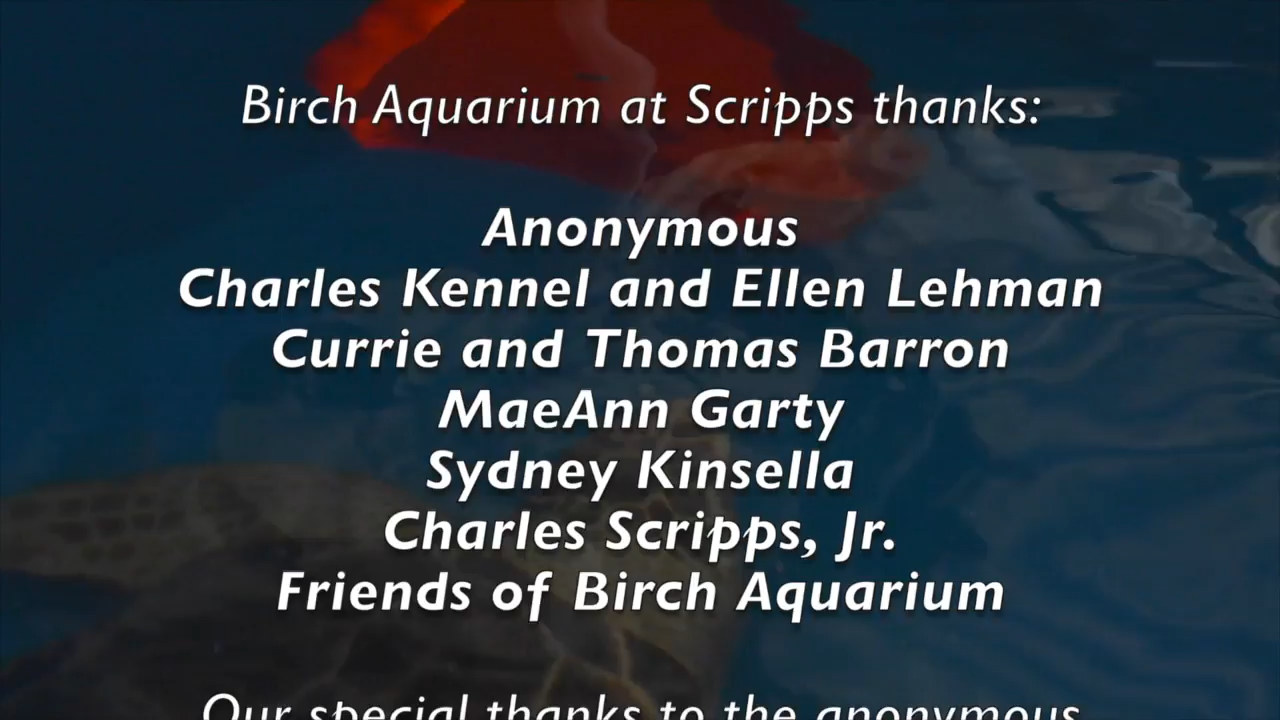 Birch Aquarium at Scripps thanks:
Anonymous
Charles Kennel and Ellen Lehman
Currie and Thomas Barron
MaeAnn Garty
Sydney Kinsella
Charles Scripps, Jr.
Friends of Birch Aquarium
Our special thanks to the anonymous